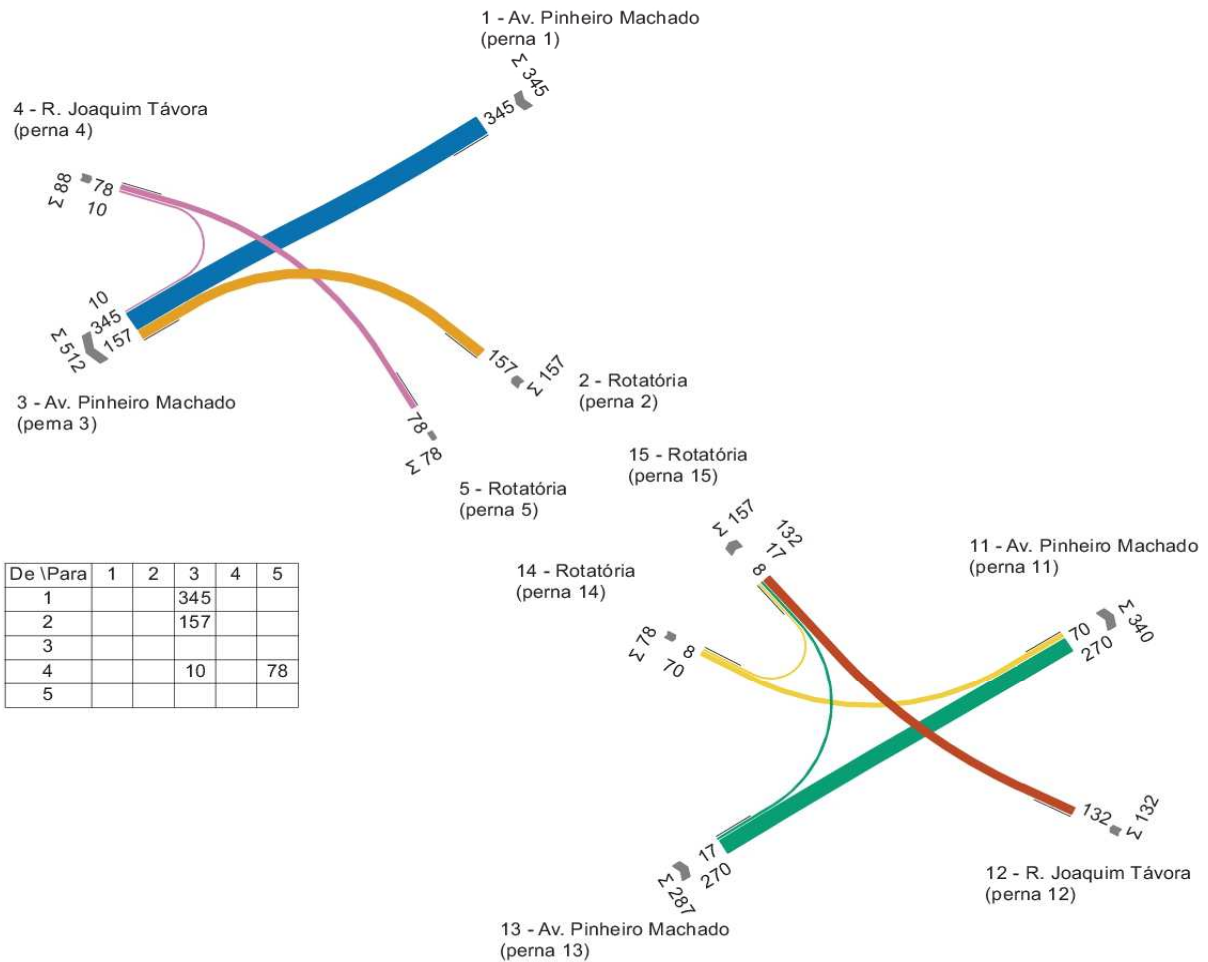 1 - Av. Pinheiro Machado
(perna 1)
Σ 345
345
4 - R. Joaquim Távora
(perna 4)
Σ 88
78
10
10
345
157
Σ 512
3 - Av. Pinheiro Machado
(perna 3)
157
Σ 157
2 - Rotatória
(perna 2)
78
Σ 78
5 - Rotatória
(perna 5)
15 - Rotatória
(perna 15)
Σ 157
132
17
8
11 - Av. Pinheiro Machado
(perna 11)
14 - Rotatória
(perna 14)
Σ 78
8
70
70
270
Σ 340
De \Para 1 2 3 4 5
1 345
2 157
3
4 10 78
5
132
Σ 132
12 - R. Joaquim Távora
(perna 12)
17
270
Σ 287
13 - Av. Pinheiro Machado
(perna 13)